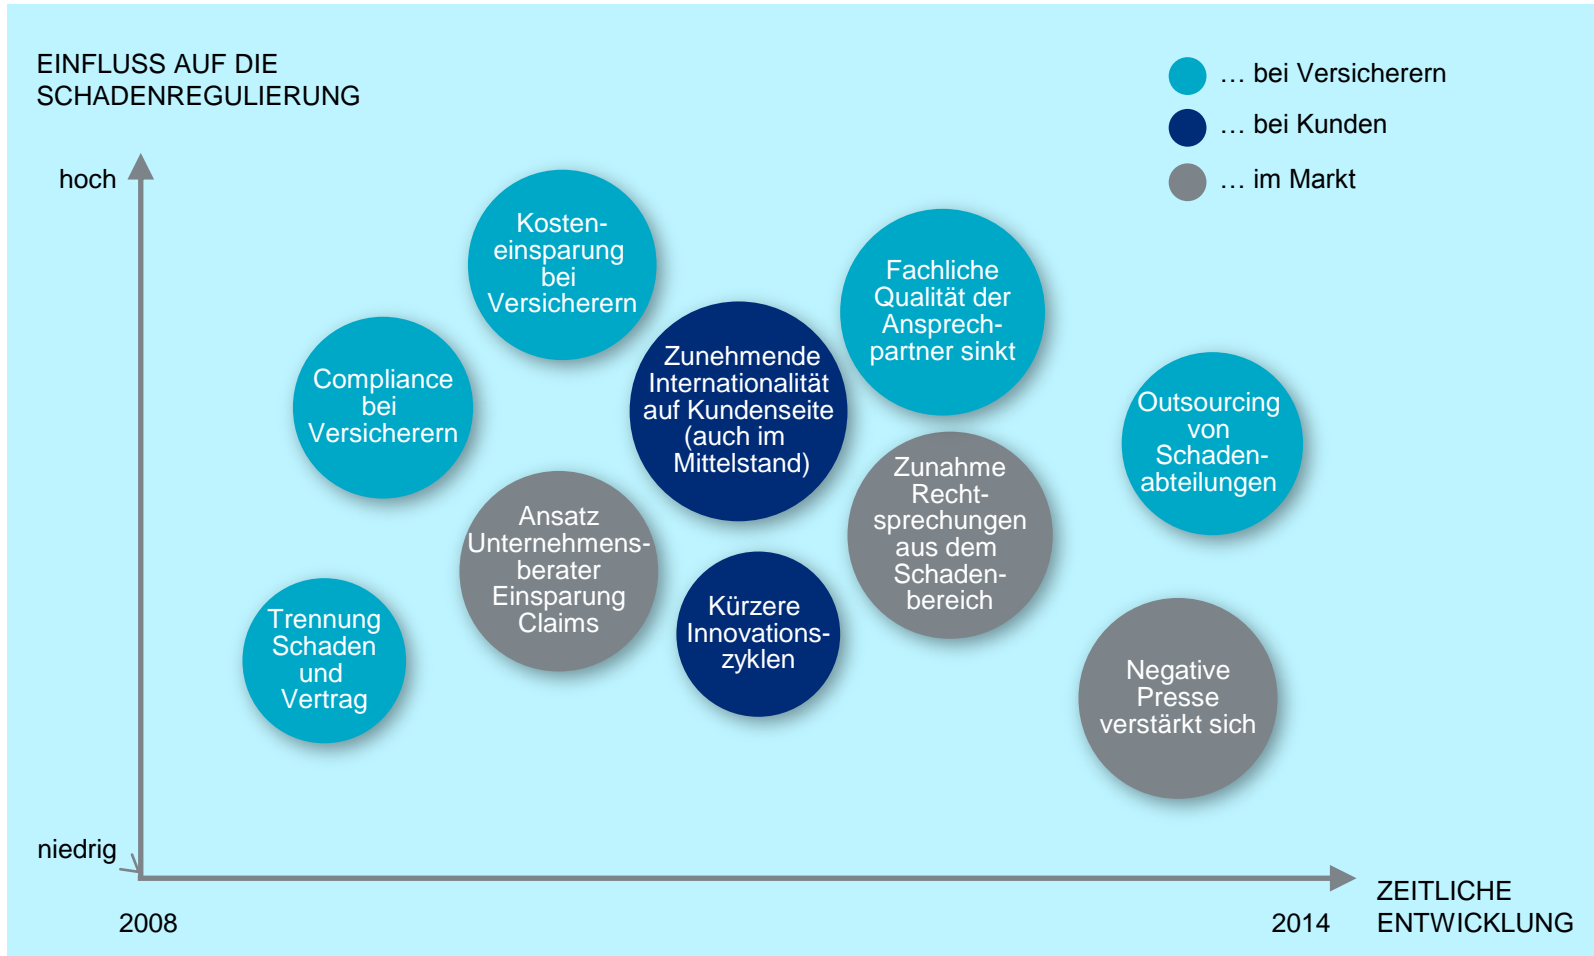 EINFLUSS AUF DIE
SCHADENREGULIERUNG
… bei Versicherern
… bei Kunden
… im Markt
hoch
Kosten-
einsparung
bei
Versicherern
Fachliche
Qualität der
Ansprech-
partner sinkt
Zunehmende
Internationalität
auf Kundenseite
(auch im
Mittelstand)
Compliance
bei
Versicherern
Outsourcing
von
Schaden-
abteilungen
Zunahme
Recht-
sprechungen
aus dem
Schaden-
bereich
Ansatz
Unternehmens-
berater
Einsparung
Claims
Kürzere
Innovations-
zyklen
Trennung
Schaden
und
Vertrag
Negative
Presse
verstärkt sich
niedrig
2008
2014
ZEITLICHE
ENTWICKLUNG